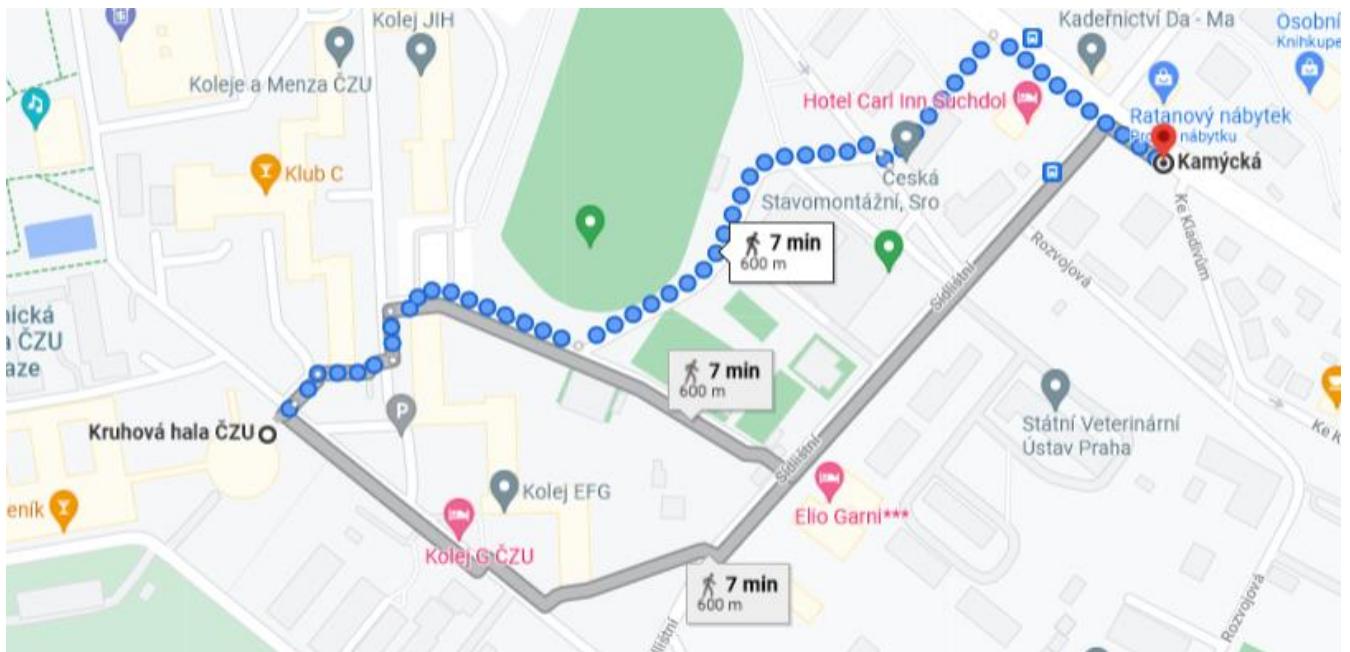 Kolej JIH
Kadeřnictví Da - Ma
Osobní
Knihkupe
Koleje a Menza ČZU
Hotel Carl Inn Suchdol
Ratanový nábytek
nábytku
Kamýcká
Klub C
Česká
Stavomontážní, Sro
Ke Kladivům
Rozvojová
7 min
600 m
Sídlištní
nická
ČZU
aze
7 min
600 m
P
Kruhová hala ČZU
Státní Veterinární
Ústav Praha
Ke K
Sídlištní
Kolej EFG
eník
Elio Garni***
Kolej G ČZU
7 min
600 m
Rozvojová
lištní